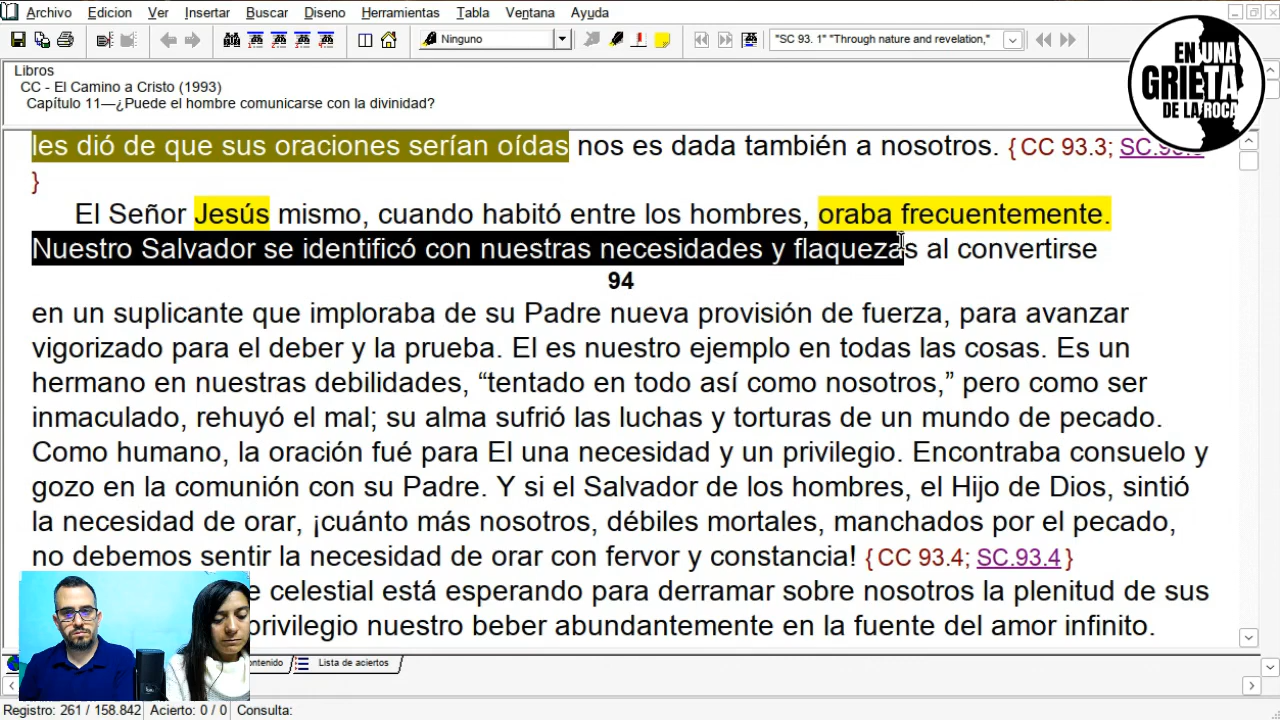 Archivo Edicion Ver Insertar Buscar Diseño Herramientas Tabla Ventana Ayuda
Ninguno "SC 93. 1" "Through nature and revelation,"
EN UNA
GRIETA
DE LA ROCA
Libros
CC - El Camino a Cristo (1993)
Capítulo 11—¿Puede el hombre comunicarse con la divinidad?
les dió de que sus oraciones serían oídas nos es dada también a nosotros. { CC 93.3;
}
El Señor Jesús mismo, cuando habitó entre los hombres, oraba frecuentemente.
Nuestro Salvador se identificó con nuestras necesidades y flaquezas al convertirse
94
en un suplicante que imploraba de su Padre nueva provisión de fuerza, para avanzar
vigorizado para el deber y la prueba. El es nuestro ejemplo en todas las cosas. Es un
hermano en nuestras debilidades, “tentado en todo así como nosotros,” pero como ser
inmaculado, rehuyó el mal; su alma sufrió las luchas y torturas de un mundo de pecado.
Como humano, la oración fué para El una necesidad y un privilegio. Encontraba consuelo y
gozo en la comunión con su Padre. Y si el Salvador de los hombres, el Hijo de Dios, sintió
la necesidad de orar, ¡cuánto más nosotros, débiles mortales, manchados por el pecado,
no debemos sentir la necesidad de orar con fervor y constancia! { CC 93.4; SC.93.4 }
celestial está esperando para derramar sobre nosotros la plenitud de sus
privilegio nuestro beber abundantemente en la fuente del amor infinito.
Lista de aciertos
Registro: 261 / 158.842 Acierto: 0 / 0 Consulta: